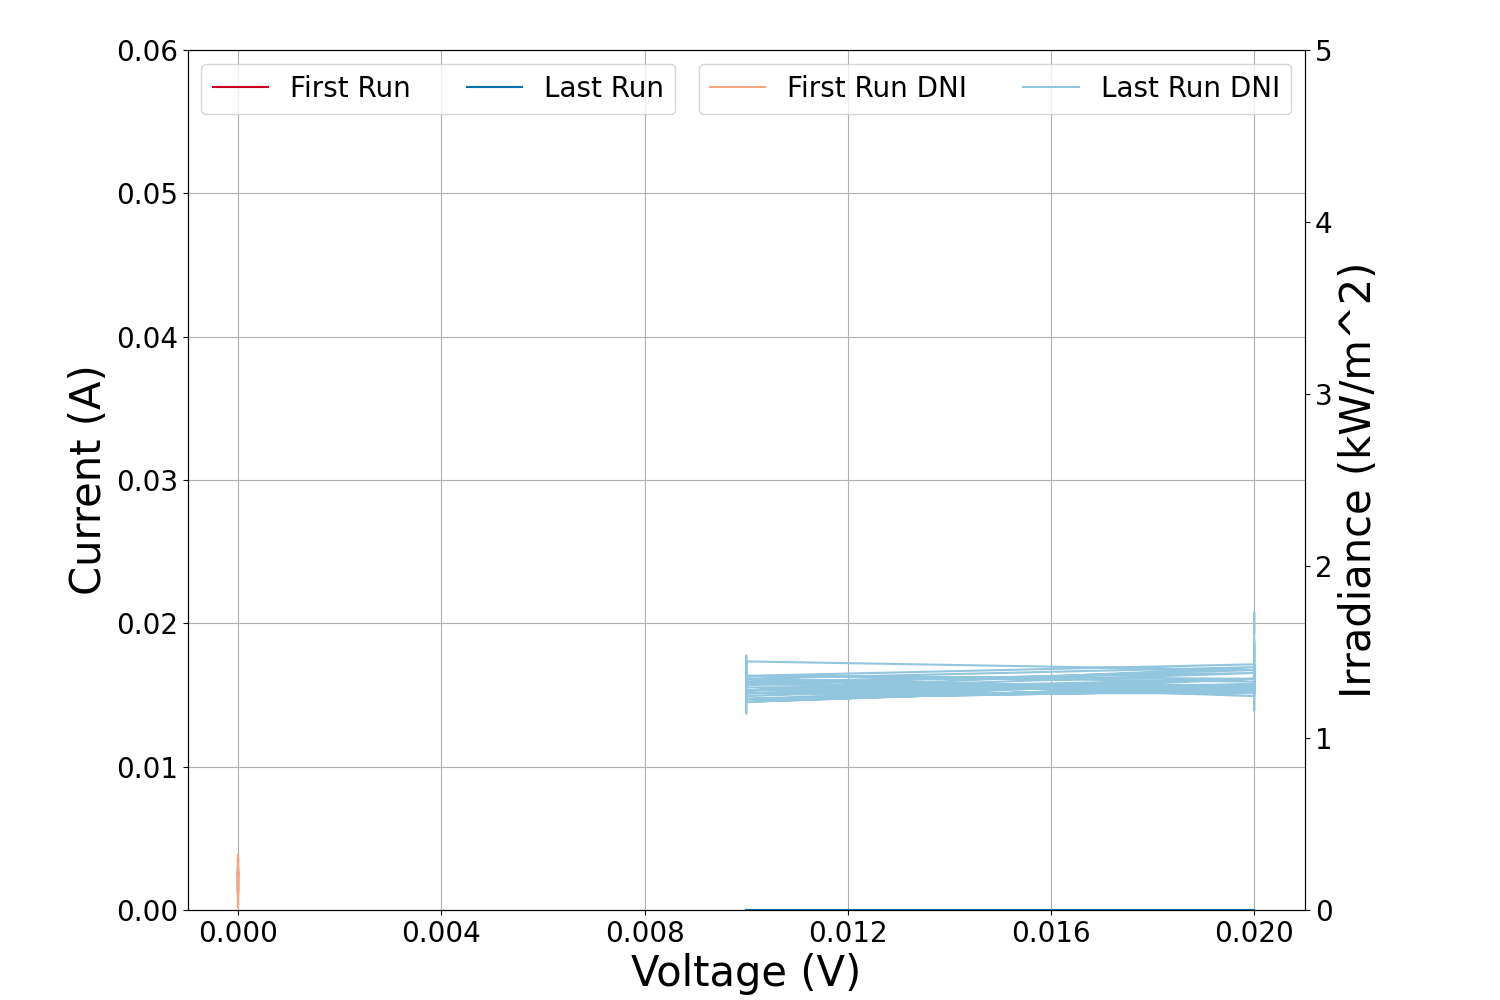 0.06
0.05
0.04
0.03
0.02
0.01
0.00
Current (A)
First Run
Last Run
First Run DNI
Last Run DNI
5
4
3
2
1
0
Irradiance (kW/m^2)
0.000
0.004
0.008
0.012
0.016
0.020
Voltage (V)